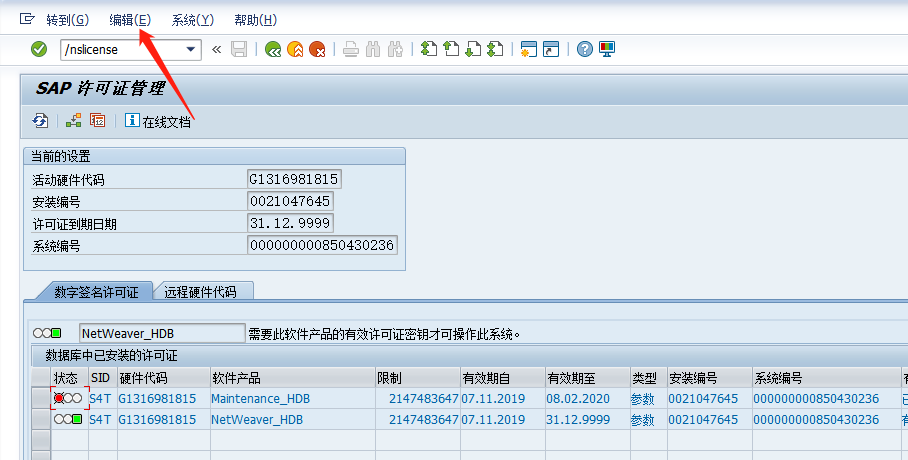 转到(G) 编辑(E) 系统(Y) 帮助(H)
/nslicense
SAP 许可证管理
在线文档
当前的设置
活动硬件代码 G1316981815
安装编号 0021047645
许可证到期日期 31.12.9999
系统编号 000000000850430236
数字签名许可证 远程硬件代码
NetWeaver_HDB 需要此软件产品的有效许可证密钥才可操作此系统。
数据库中已安装的许可证
状态 SID 硬件代码 软件产品 限制 有效期自 有效期至 类型 安装编号 系统编号
S4T G1316981815 Maintenance_HDB 2147483647 07.11.2019 08.02.2020 参数 0021047645 000000000850430236
S4T G1316981815 NetWeaver_HDB 2147483647 07.11.2019 31.12.9999 参数 0021047645 000000000850430236